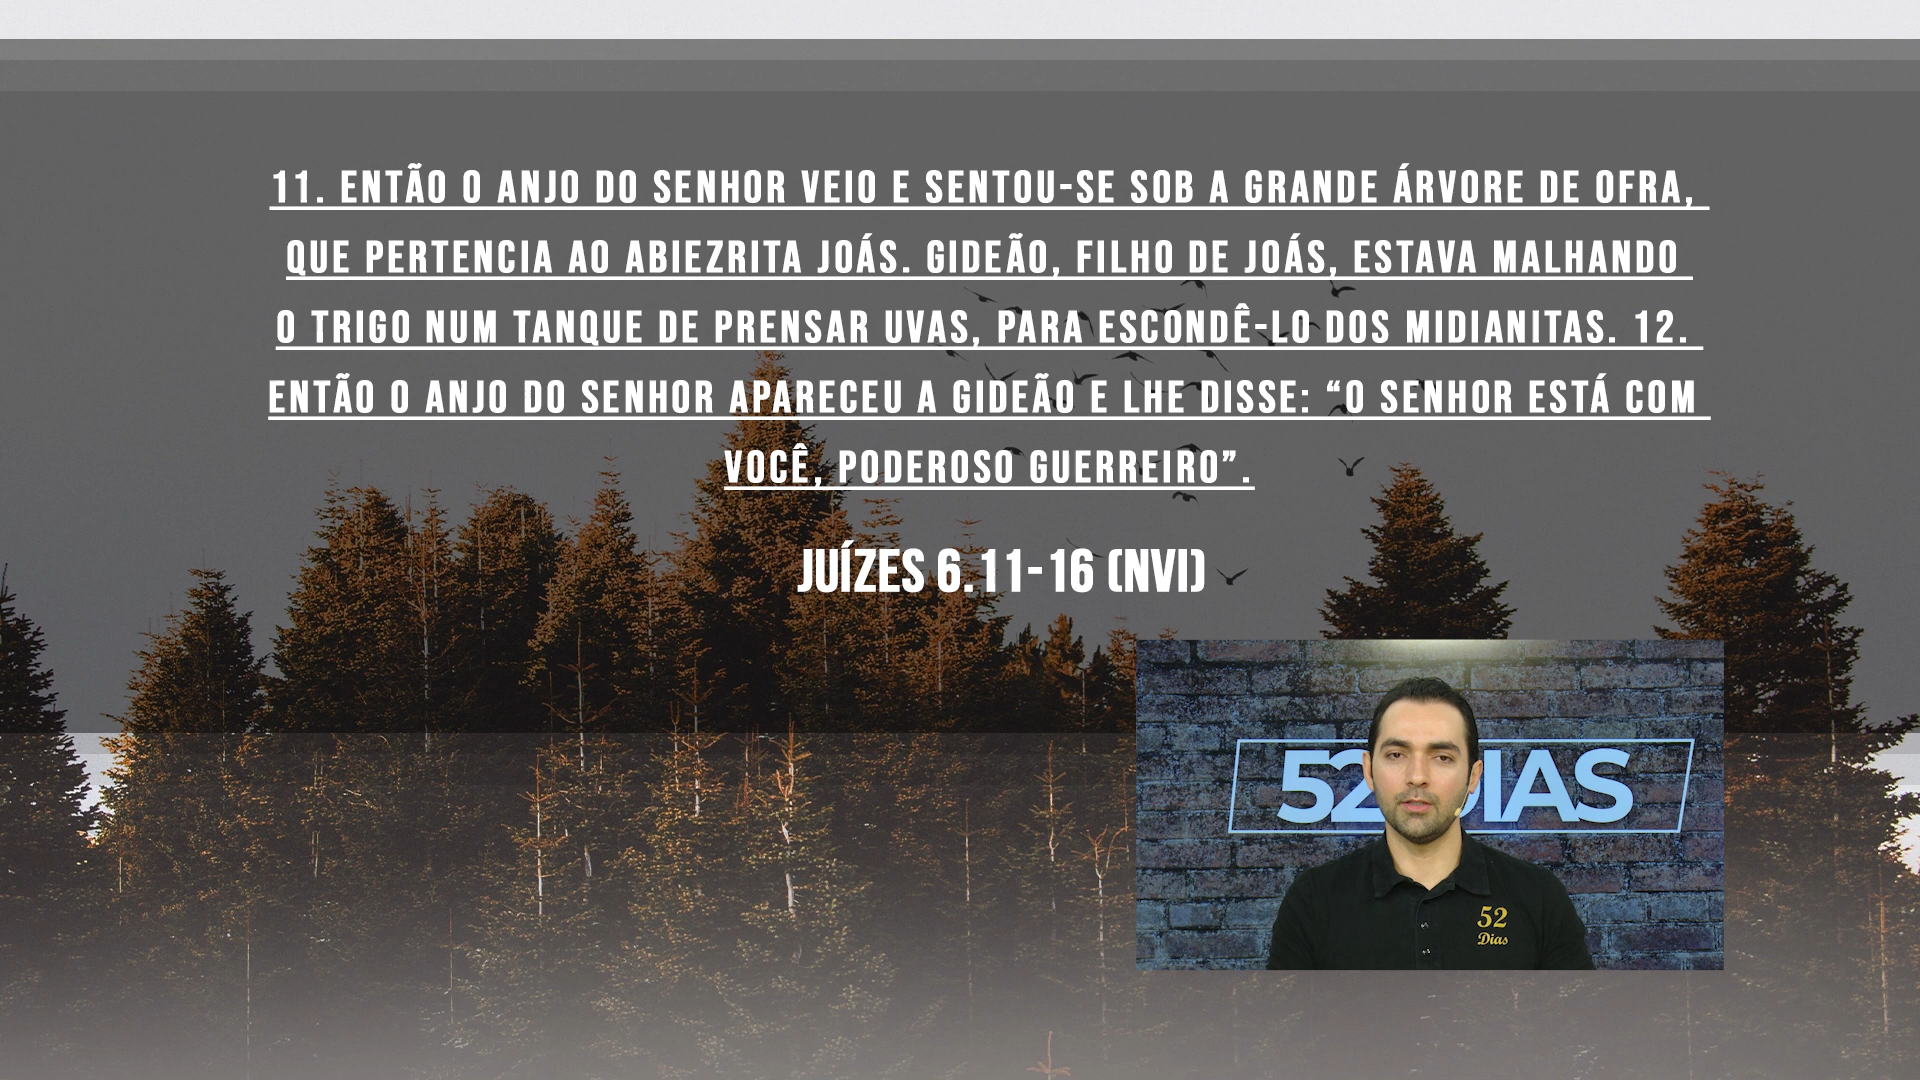 11. ENTÃO O ANJO DO SENHOR VEIO E SENTOU-SE SOB A GRANDE ÁRVORE DE OFRA,
QUE PERTENCIA AO ABIEZRITA JOÁS. GIDEÃO, FILHO DE JOÁS, ESTAVA MALHANDO
O TRIGO NUM TANQUE DE PRENSAR UVAS, PARA ESCONDÊ-LO DOS MIDIANITAS. 12.
ENTÃO O ANJO DO SENHOR APARECEU A GIDEÃO E LHE DISSE: “O SENHOR ESTÁ COM
VOCÊ, PODEROSO GUERREIRO”.
JUÍZES 6.11-16 (NVI)
52 DIAS
52
Dias